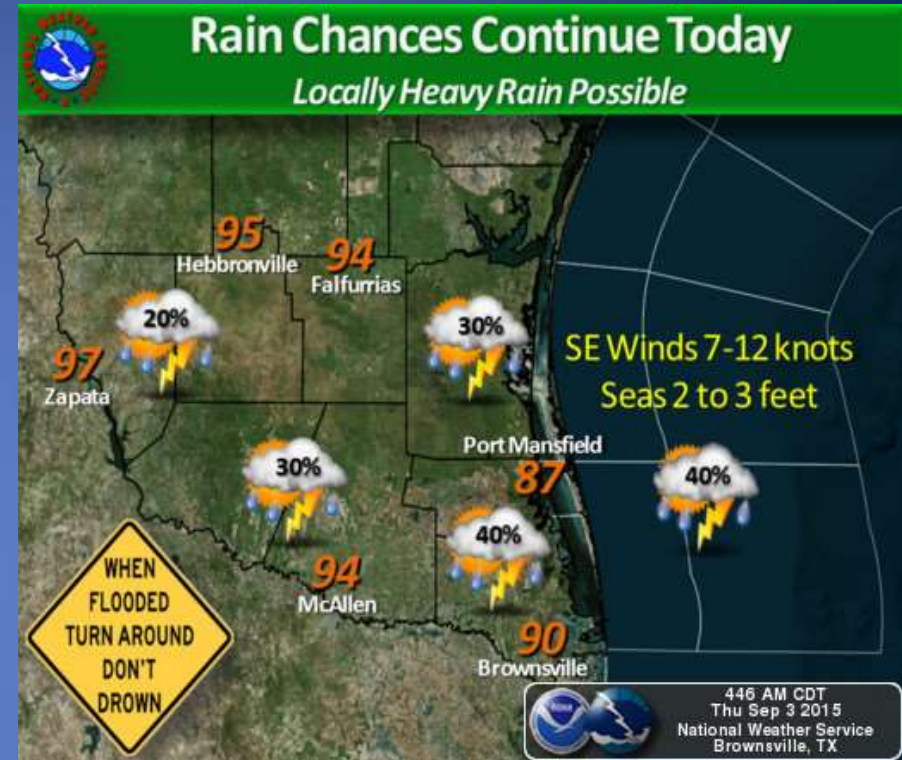 Rain Chances Continue Today
Locally Heavy Rain Possible
95
Hebbronville
94
Falfurrias
20%
30%
97
Zapata
SE Winds 7-12 knots
Seas 2 to 3 feet
30%
Port Mansfield
87
40%
40%
94
McAllen
90
Brownsville
WHEN
FLOODED
TURN AROUND
DON'T
DROWN
446 AM CDT
Thu Sep 3 2015
National Weather Service
Brownsville, TX